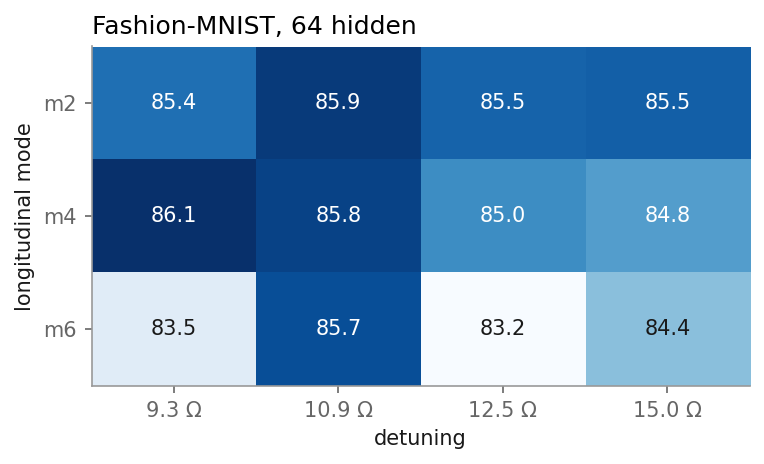 Fashion-MNIST, 64 hidden
longitudinal mode
m2 85.4 85.9 85.5 85.5
m4 86.1 85.8 85.0 84.8
m6 83.5 85.7 83.2 84.4
9.3 Ω 10.9 Ω 12.5 Ω 15.0 Ω
detuning